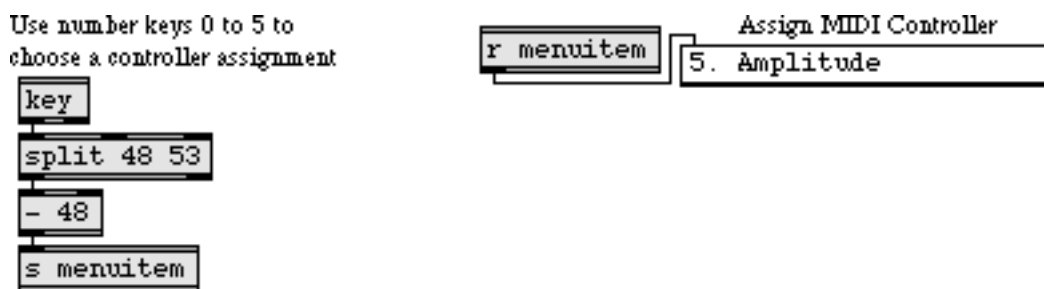 Use number keys 0 to 5 to
choose a controller assignment
key
split 48 53
- 48
s menuitem
Assign MIDI Controller
r menuitem
5. Amplitude